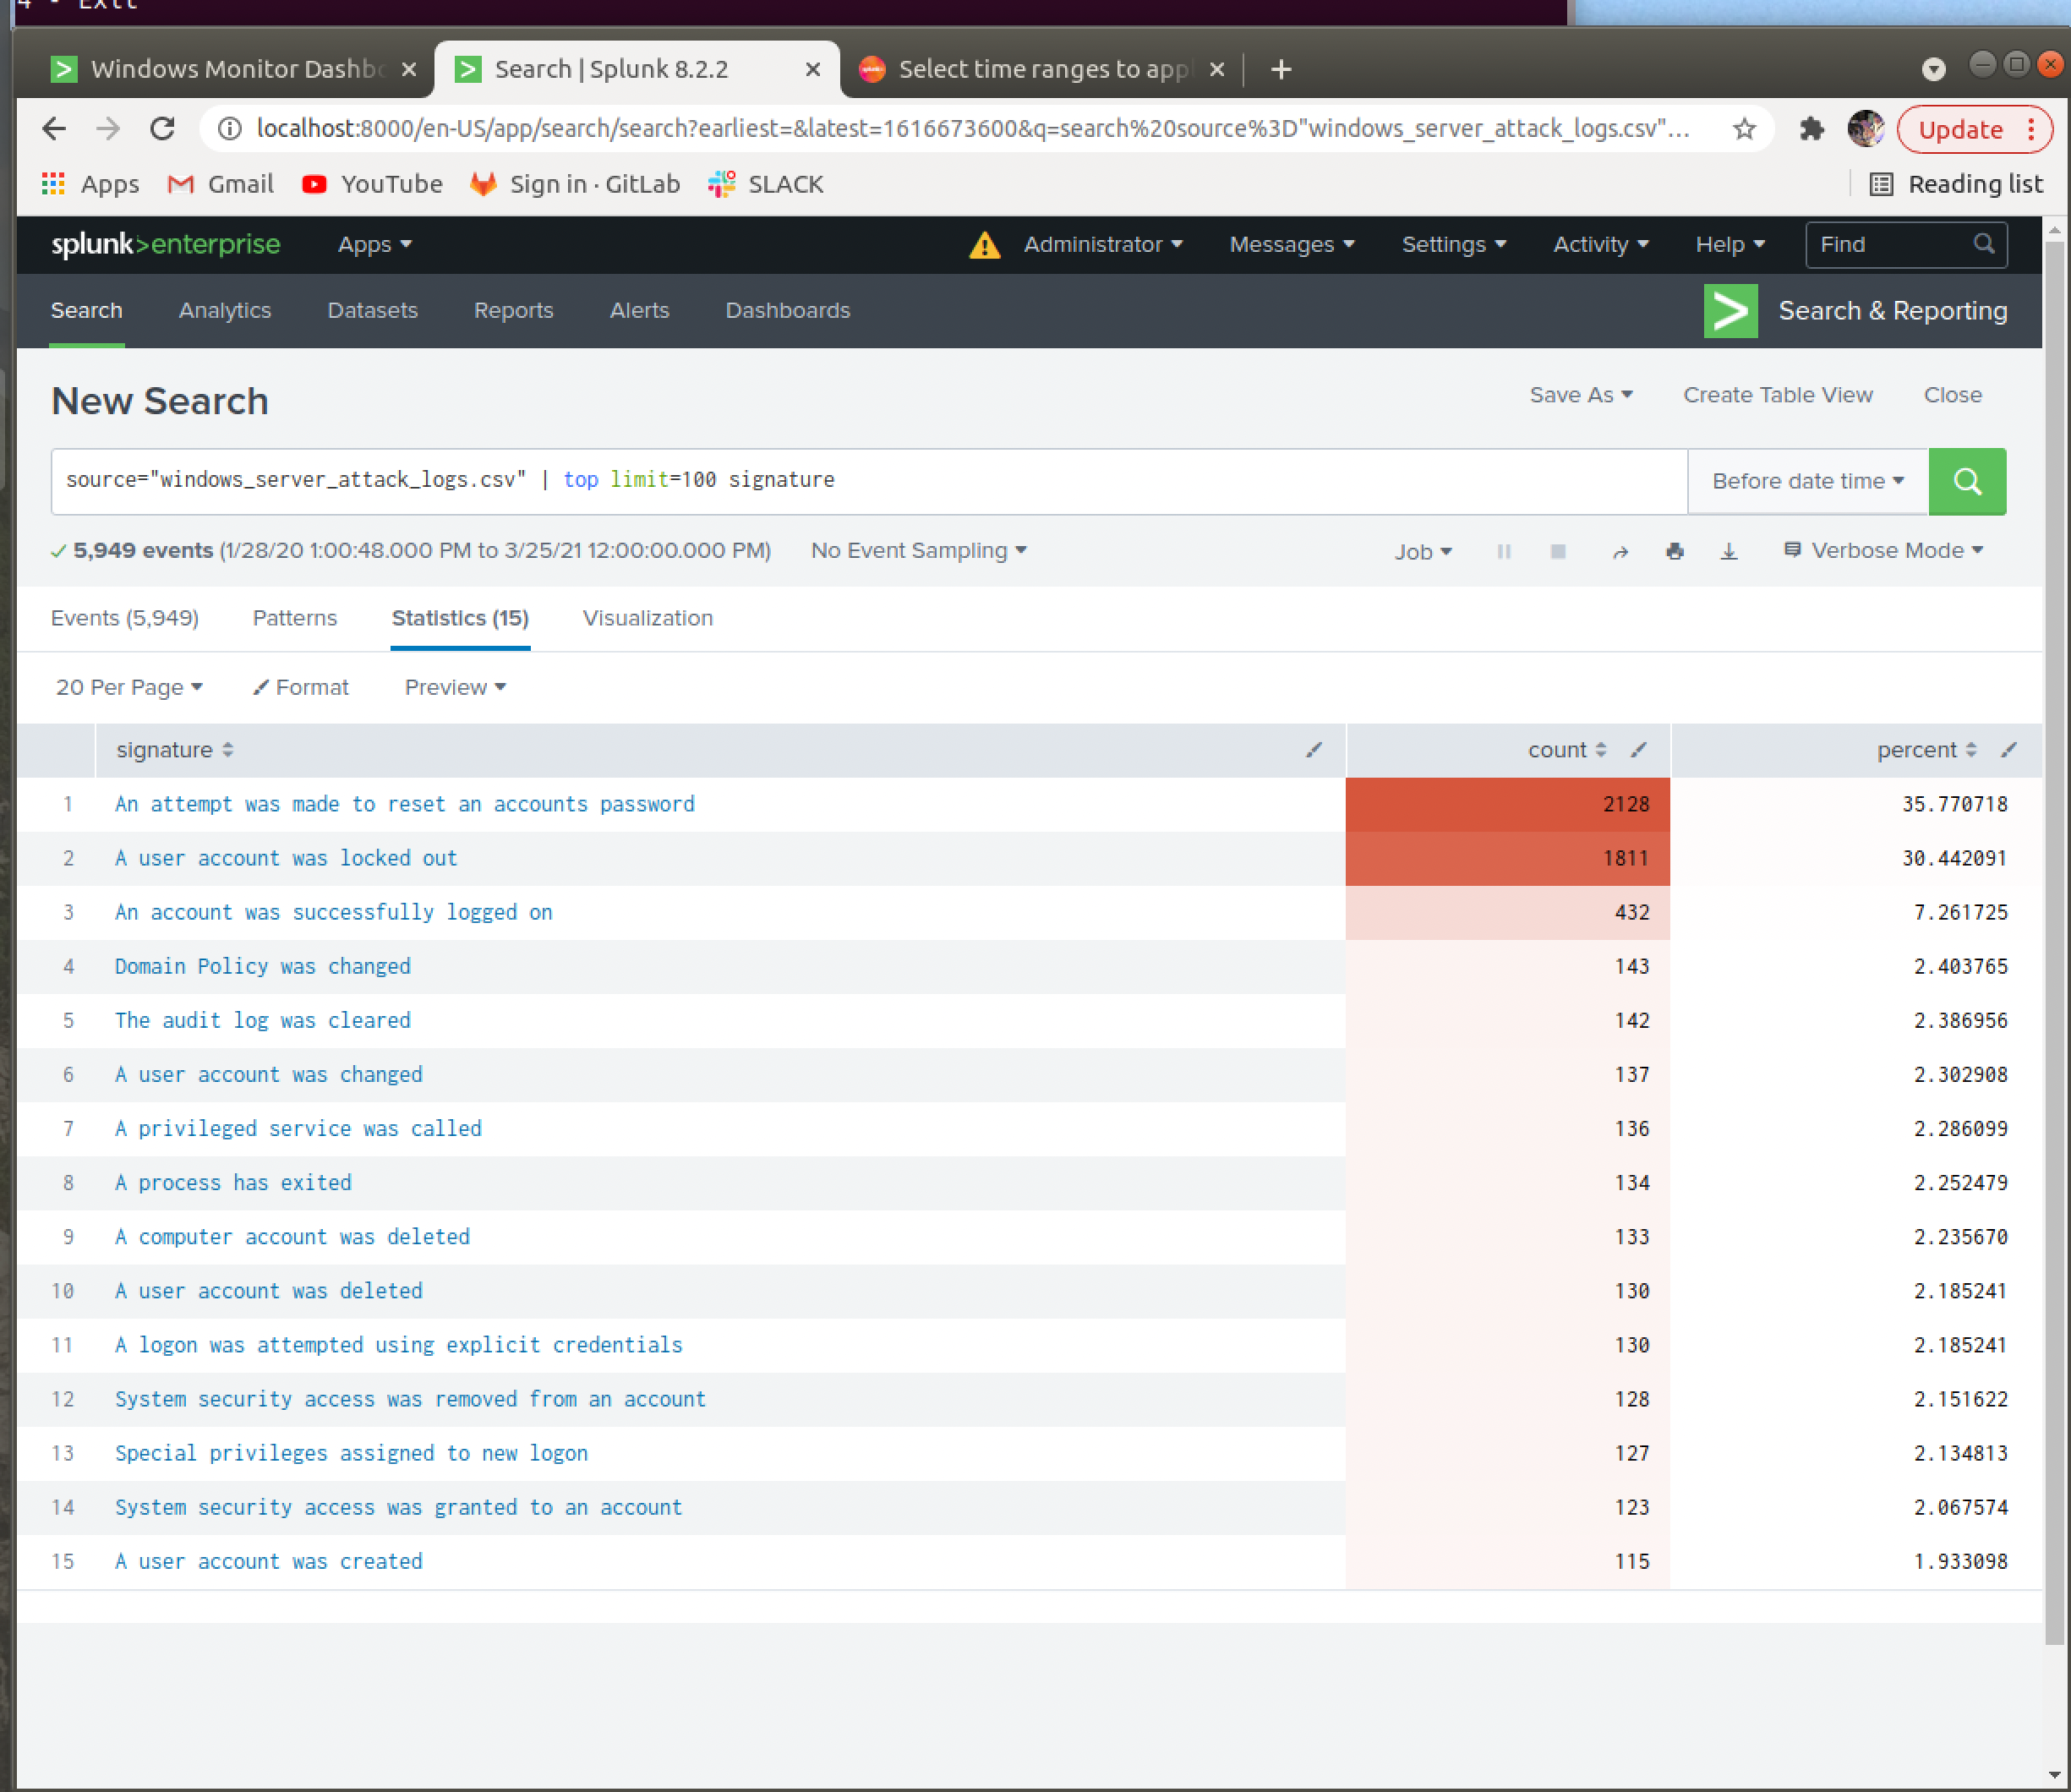 4 - Exit
Windows Monitor Dashbo
Search | Splunk 8.2.2
Select time ranges to appl
localhost:8000/en-US/app/search/search?earliest=&latest=1616673600&q=search%20source%3D"windows_server_attack_logs.csv"...
Update
Apps
Gmail
YouTube
Sign in · GitLab
SLACK
Reading list
splunk>enterprise
Apps
Administrator
Messages
Settings
Activity
Help
Find
Search
Analytics
Datasets
Reports
Alerts
Dashboards
Search & Reporting
New Search
Save As
Create Table View
Close
source="windows_server_attack_logs.csv" | top limit=100 signature
Before date time
5,949 events (1/28/20 1:00:48.000 PM to 3/25/21 12:00:00.000 PM)
No Event Sampling
Job
Verbose Mode
Events (5,949)
Patterns
Statistics (15)
Visualization
20 Per Page
Format
Preview
signature count percent
1 An attempt was made to reset an accounts password 2128 35.770718
2 A user account was locked out 1811 30.442091
3 An account was successfully logged on 432 7.261725
4 Domain Policy was changed 143 2.403765
5 The audit log was cleared 142 2.386956
6 A user account was changed 137 2.302908
7 A privileged service was called 136 2.286099
8 A process has exited 134 2.252479
9 A computer account was deleted 133 2.235670
10 A user account was deleted 130 2.185241
11 A logon was attempted using explicit credentials 130 2.185241
12 System security access was removed from an account 128 2.151622
13 Special privileges assigned to new logon 127 2.134813
14 System security access was granted to an account 123 2.067574
15 A user account was created 115 1.933098